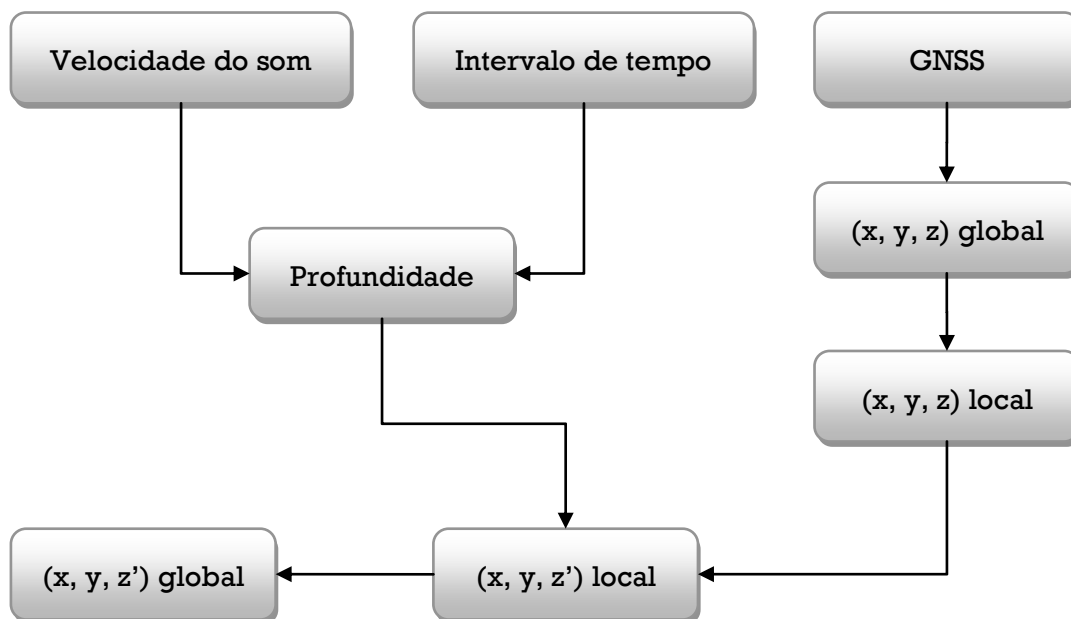 Velocidade do som
Intervalo de tempo
GNSS
(x, y, z) global
Profundidade
(x, y, z) local
(x, y, z’) global
(x, y, z’) local